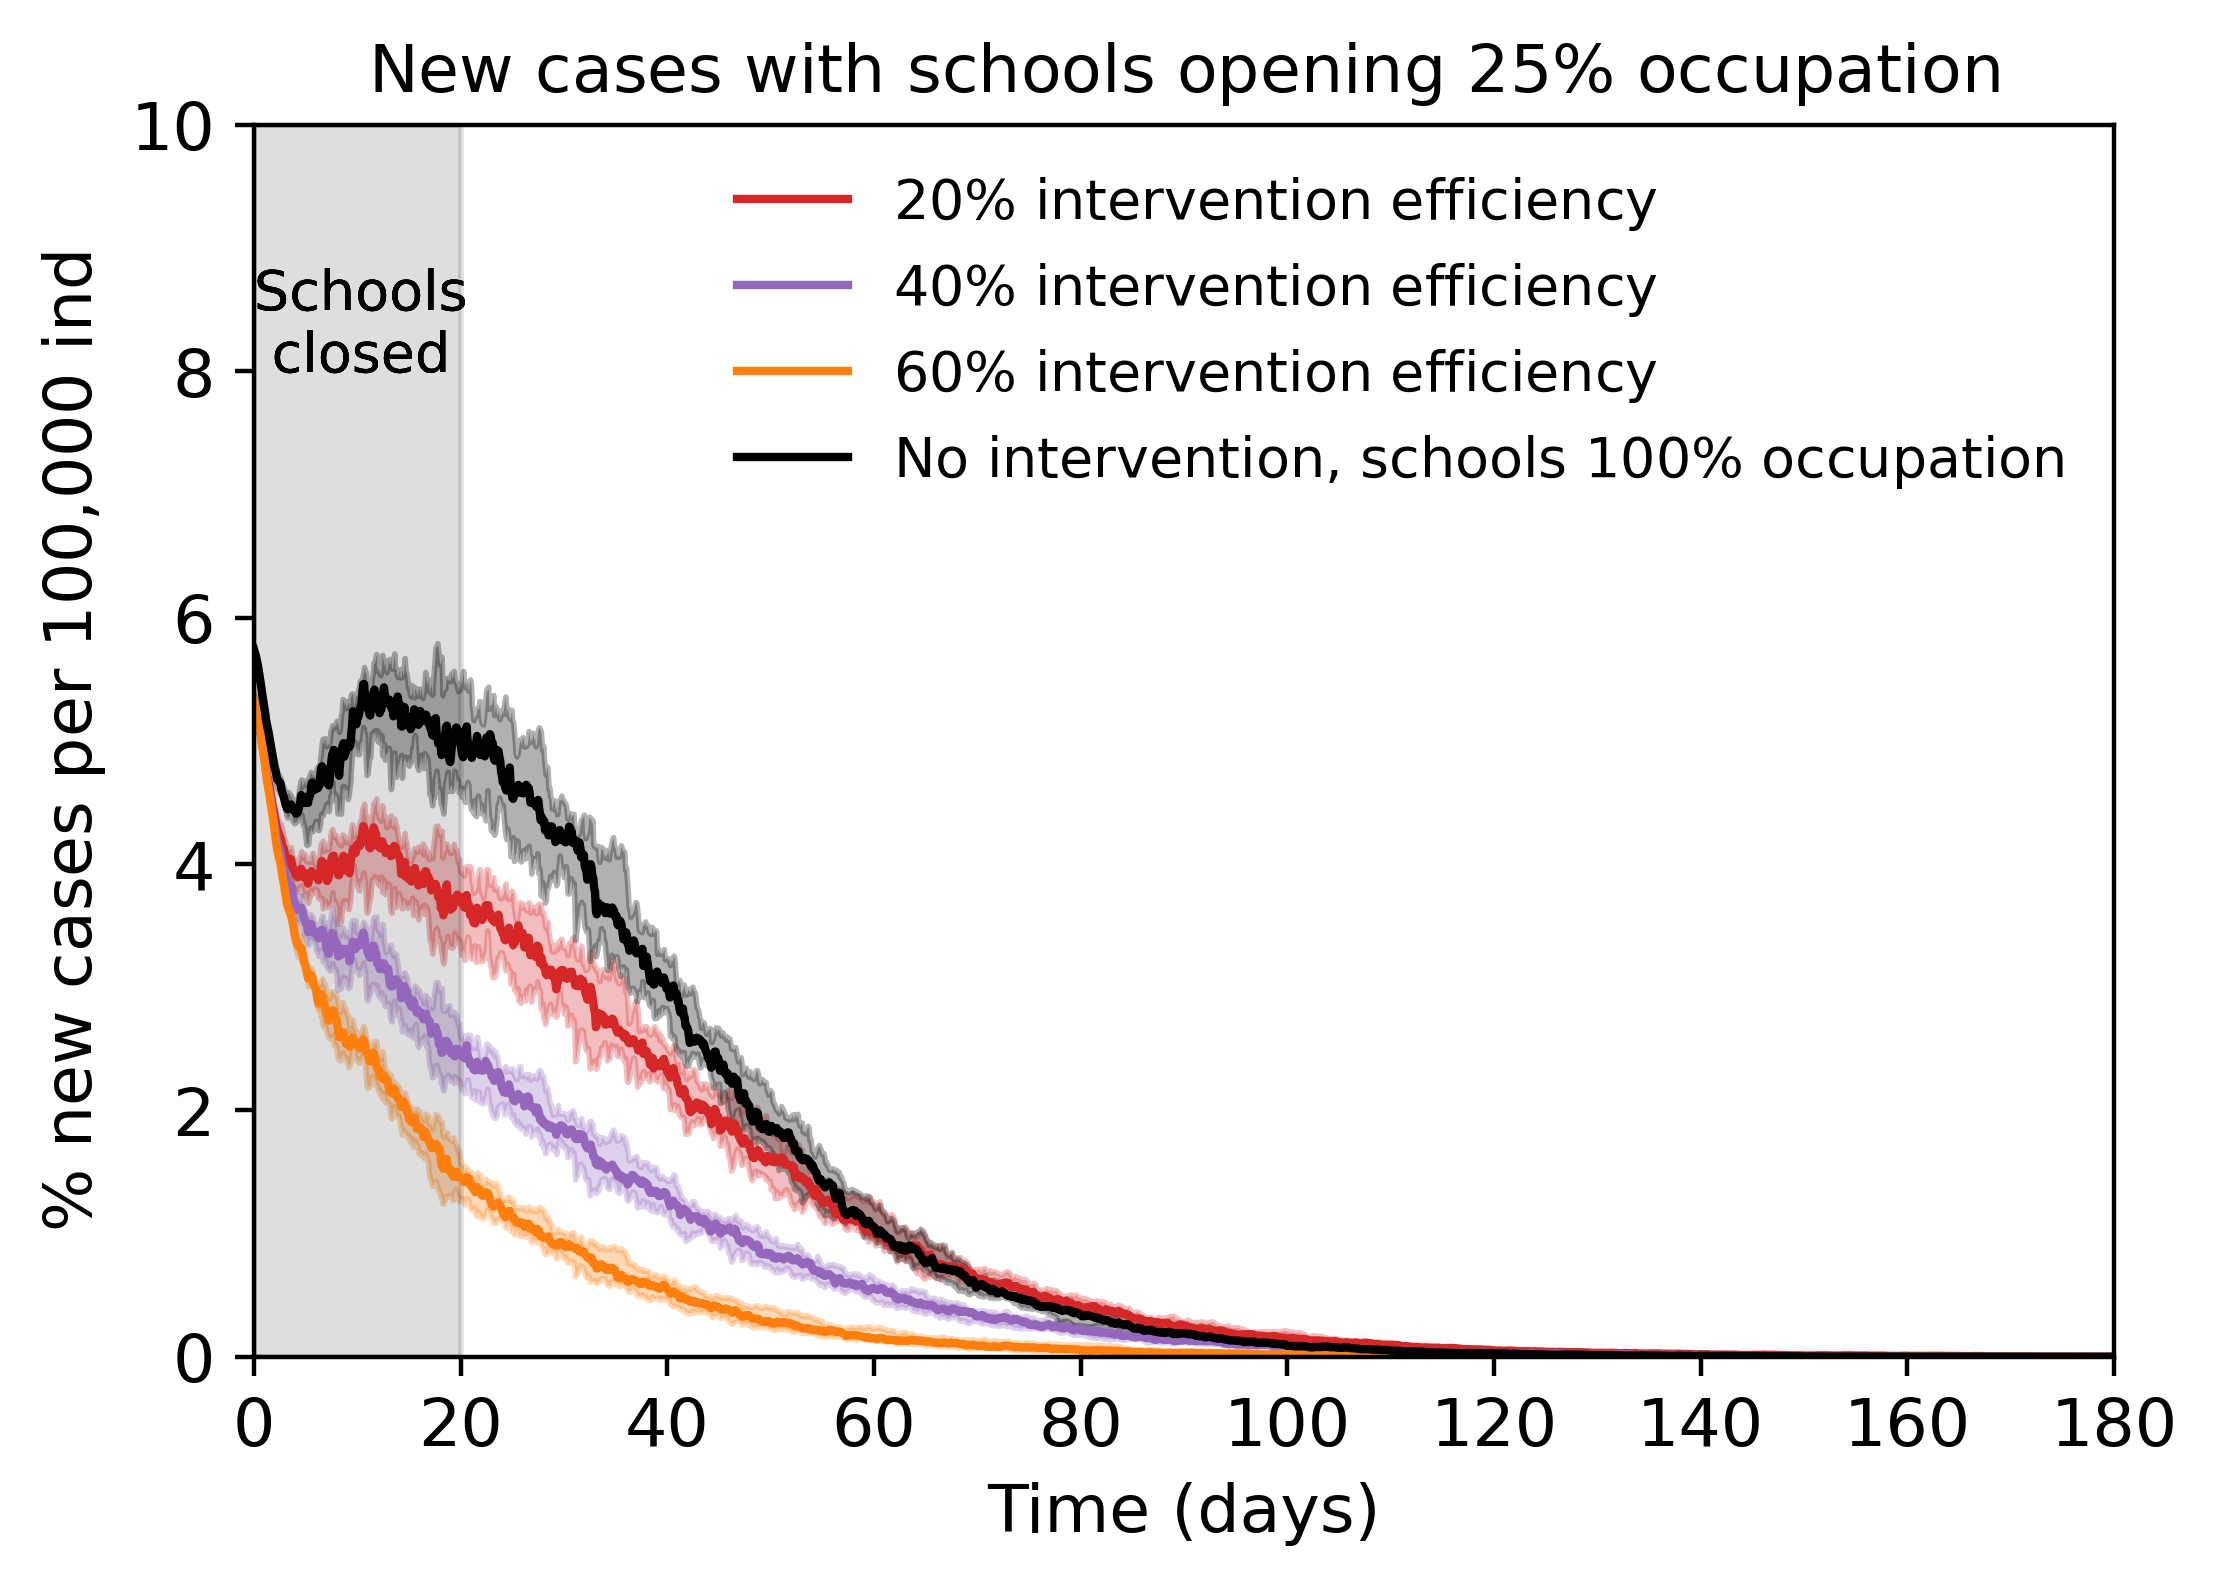 New cases with schools opening 25% occupation
% new cases per 100,000 ind
10
8
6
4
2
0
Schools
closed
20% intervention efficiency
40% intervention efficiency
60% intervention efficiency
No intervention, schools 100% occupation
0 20 40 60 80 100 120 140 160 180
Time (days)